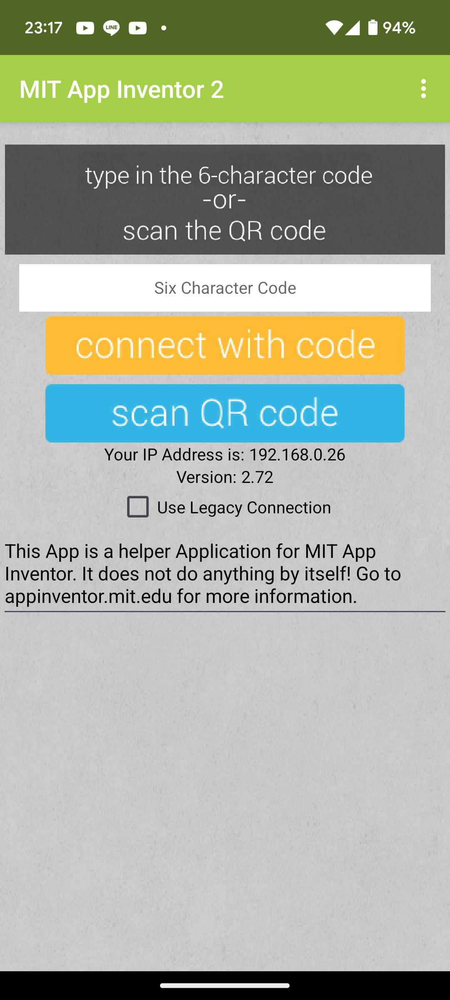 23:17 LINE 94%
MIT App Inventor 2
type in the 6-character code
-or-
scan the QR code
Six Character Code
connect with code
scan QR code
Your IP Address is: 192.168.0.26
Version: 2.72
Use Legacy Connection
This App is a helper Application for MIT App
Inventor. It does not do anything by itself! Go to
appinventor.mit.edu for more information.